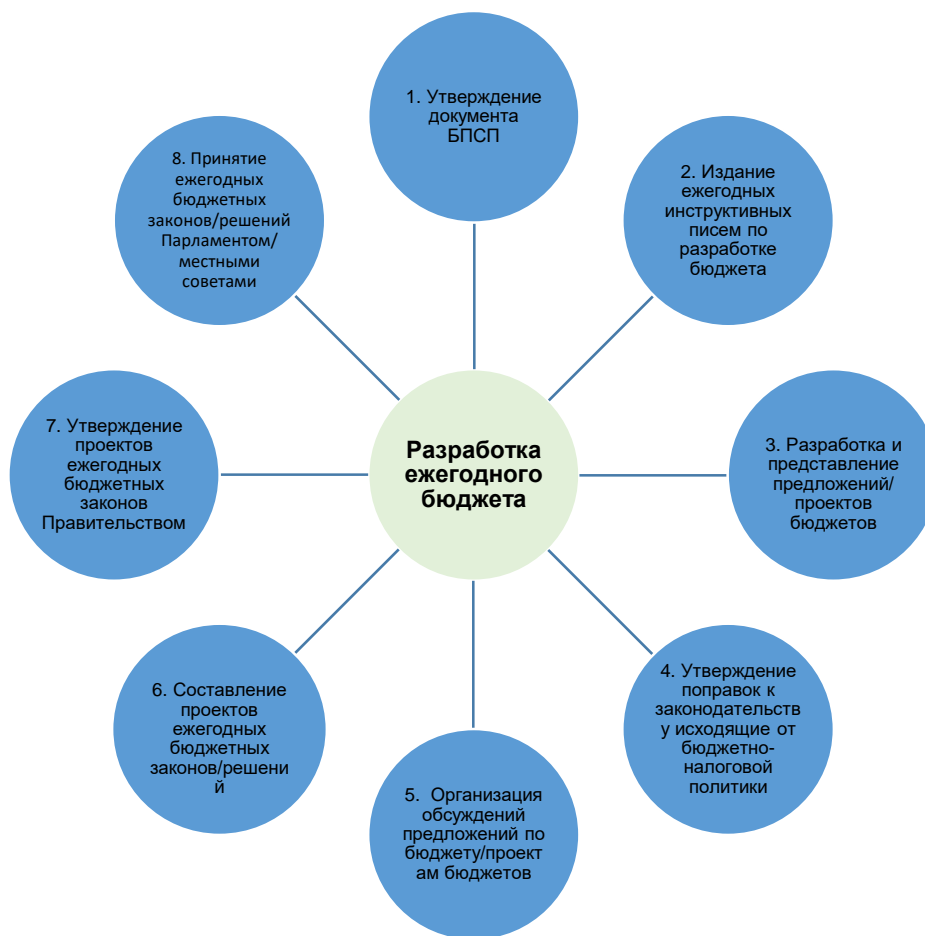 1. Утверждение
документа
БПСП
2. Издание
ежегодных
инструктивных
писем по
разработке
бюджета
3. Разработка и
представление
предложений/
проектов
бюджетов
4. Утверждение
поправок к
законодательств
у исходящие от
бюджетно-
налоговой
политики
5. Организация
обсуждений
предложений по
бюджету/проект
ам бюджетов
6. Составление
проектов
ежегодных
бюджетных
законов/решени
й
7. Утверждение
проектов
ежегодных
бюджетных
законов
Правительством
8. Принятие
ежегодных
бюджетных
законов/решений
Парламентом/
местными
советами
Разработка
ежегодного
бюджета